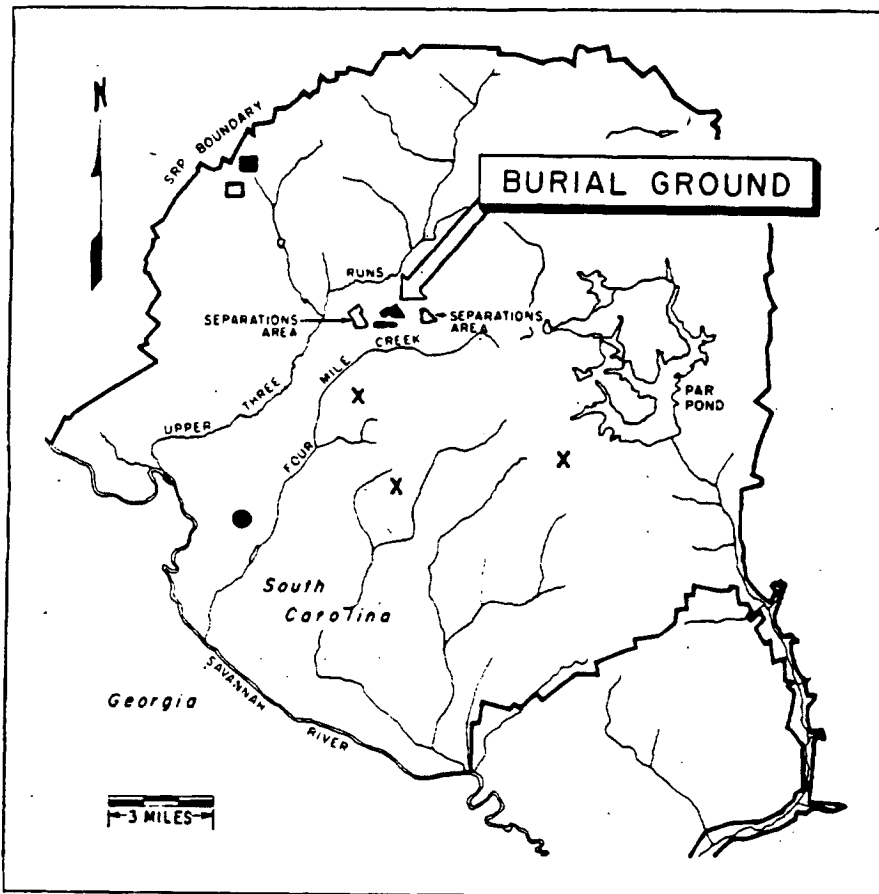 N
SRP BOUNDARY
BURIAL GROUND
RUNS
SEPARATIONS
AREA
SEPARATIONS
AREA
CREEK
MILE
THREE
UPPER
FOUR
PAR
POND
X
X
X
South
Carolina
SAVANNAH
RIVER
Georgia
3 MILES